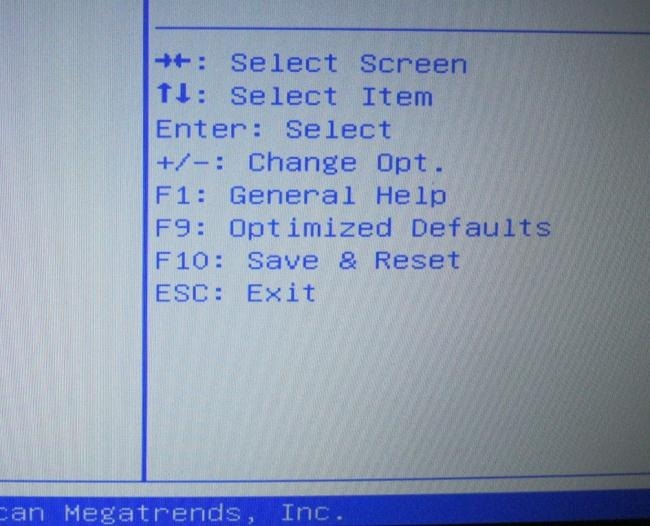 →←: Select Screen
↑↓: Select Item
Enter: Select
+/-: Change Opt.
F1: General Help
F9: Optimized Defaults
F10: Save & Reset
ESC: Exit
can Megatrends, Inc.